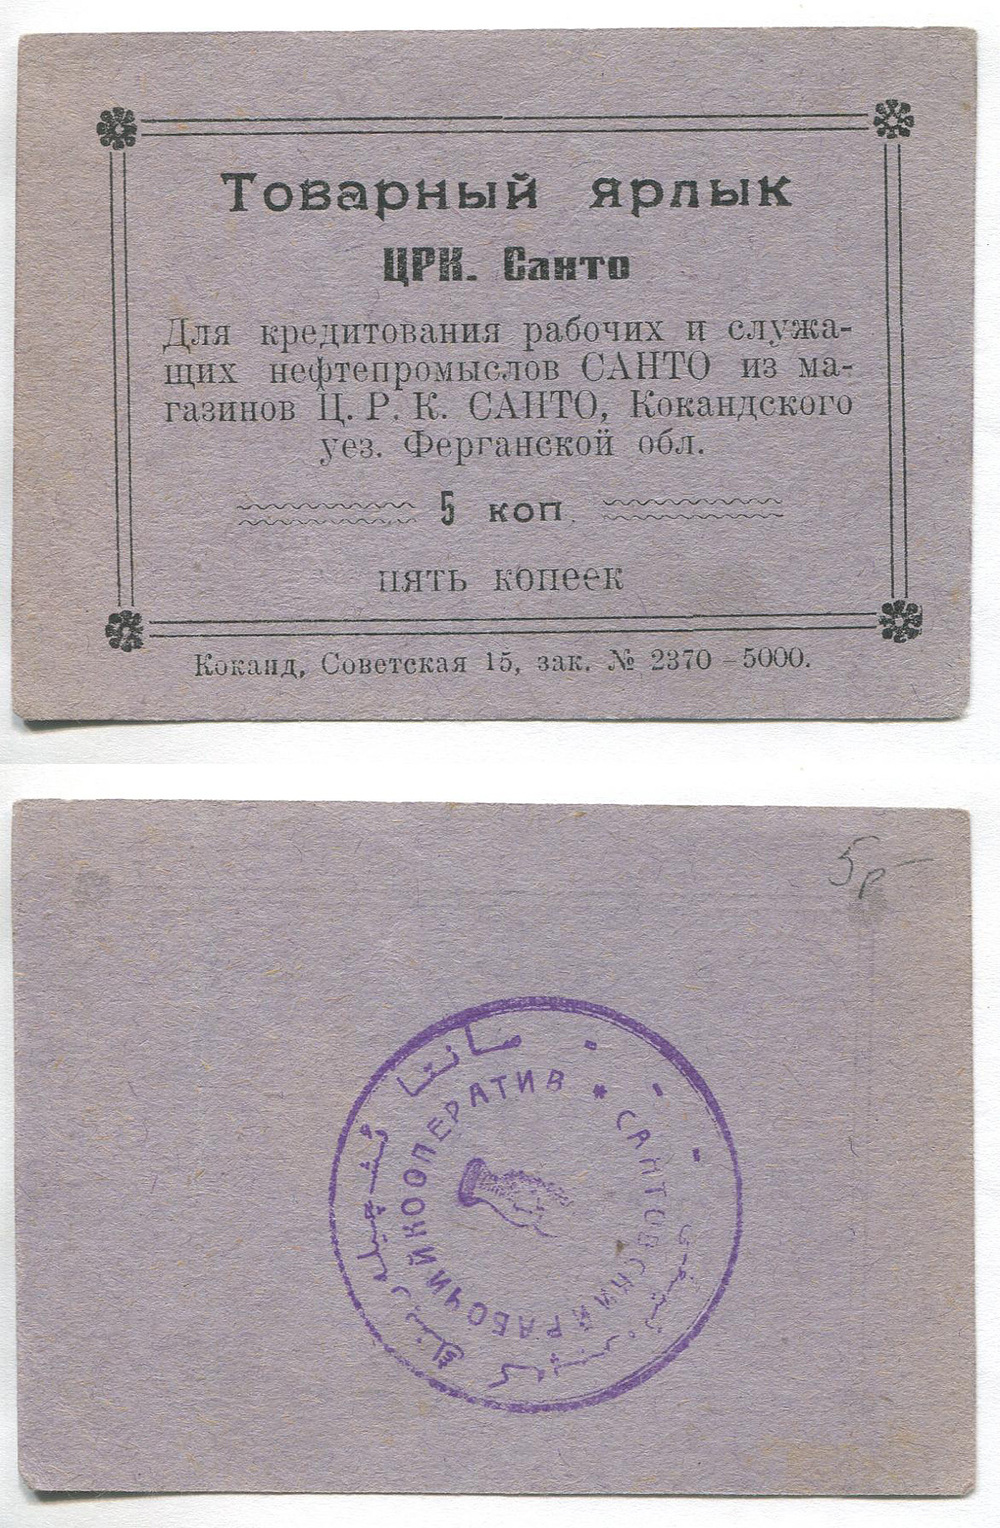 Товарный ярлык
ЦРК. Санто
Для кредитования рабочих и служа-
щих нефтепромыслов САНТО из ма-
газинов Ц. Р. К. САНТО, Кокандского
уез. Ферганской обл.
5 коп.
пять копеек
Коканд, Советская 15, зак. № 2370 – 5000.
5р-
* САНТОВСКИЙ РАБОЧИЙ КООПЕРАТИВ
سانتا